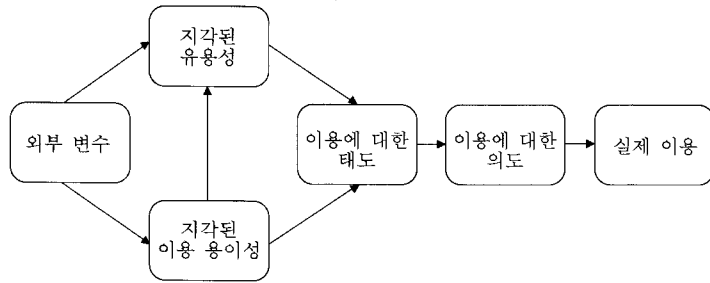 지각된
유용성
외부 변수
이용에 대한
태도
이용에 대한
의도
실제 이용
지각된
이용 용이성